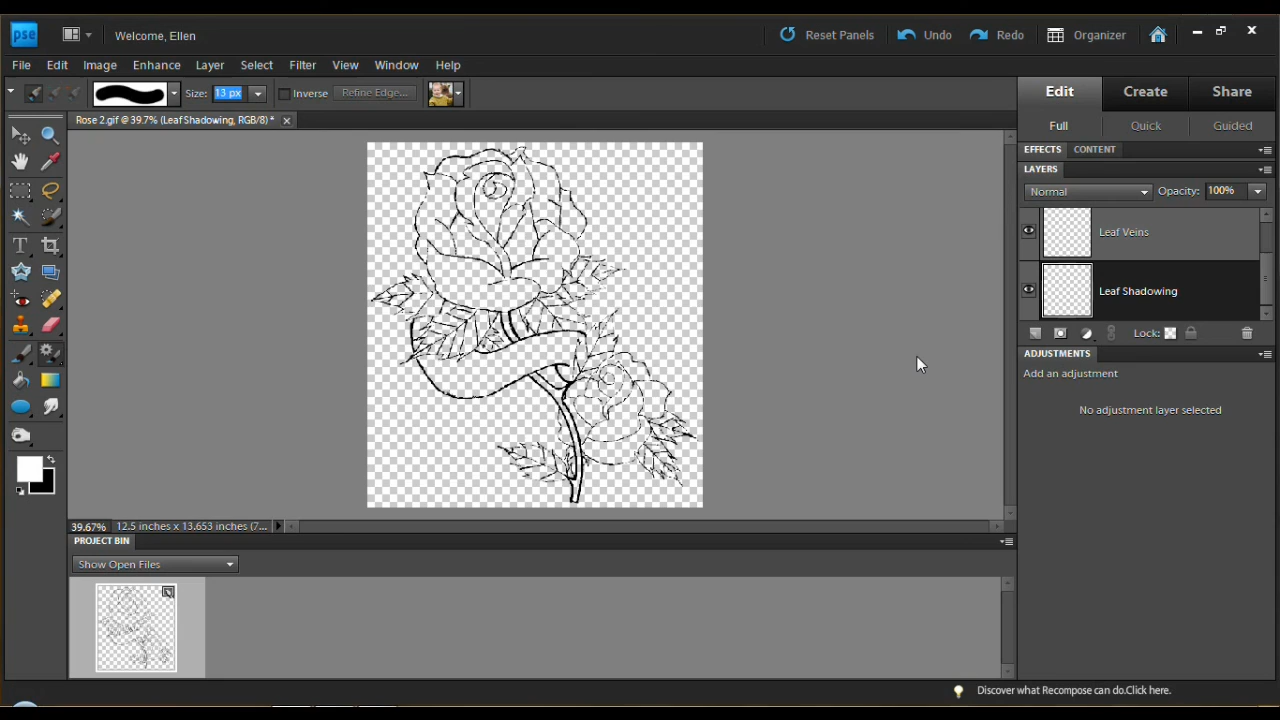 pse Welcome, Ellen Reset Panels Undo Redo Organizer
File Edit Image Enhance Layer Select Filter View Window Help
Size: 13 px Inverse Refine Edge...
Edit Create Share
Rose 2.gif @ 39.7% (Leaf Shadowing, RGB/8) *
Full Quick Guided
EFFECTS CONTENT
LAYERS
Normal Opacity: 100%
Leaf Veins
Leaf Shadowing
Lock:
ADJUSTMENTS
Add an adjustment
No adjustment layer selected
39.67% 12.5 inches x 13.653 inches (7...
PROJECT BIN
Show Open Files
Discover what Recompose can do.Click here.